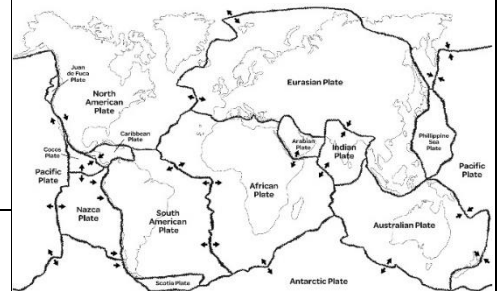 Juan
de Fuca
Plate
North
American
Plate
Caribbean
Plate
Cocos
Plate
Pacific
Plate
Nazca
Plate
South
American
Plate
Scotia Plate
Eurasian Plate
Arabian
Plate
Indian
Plate
African
Plate
Antarctic Plate
Philippine
Sea
Plate
Pacific
Plate
Australian Plate